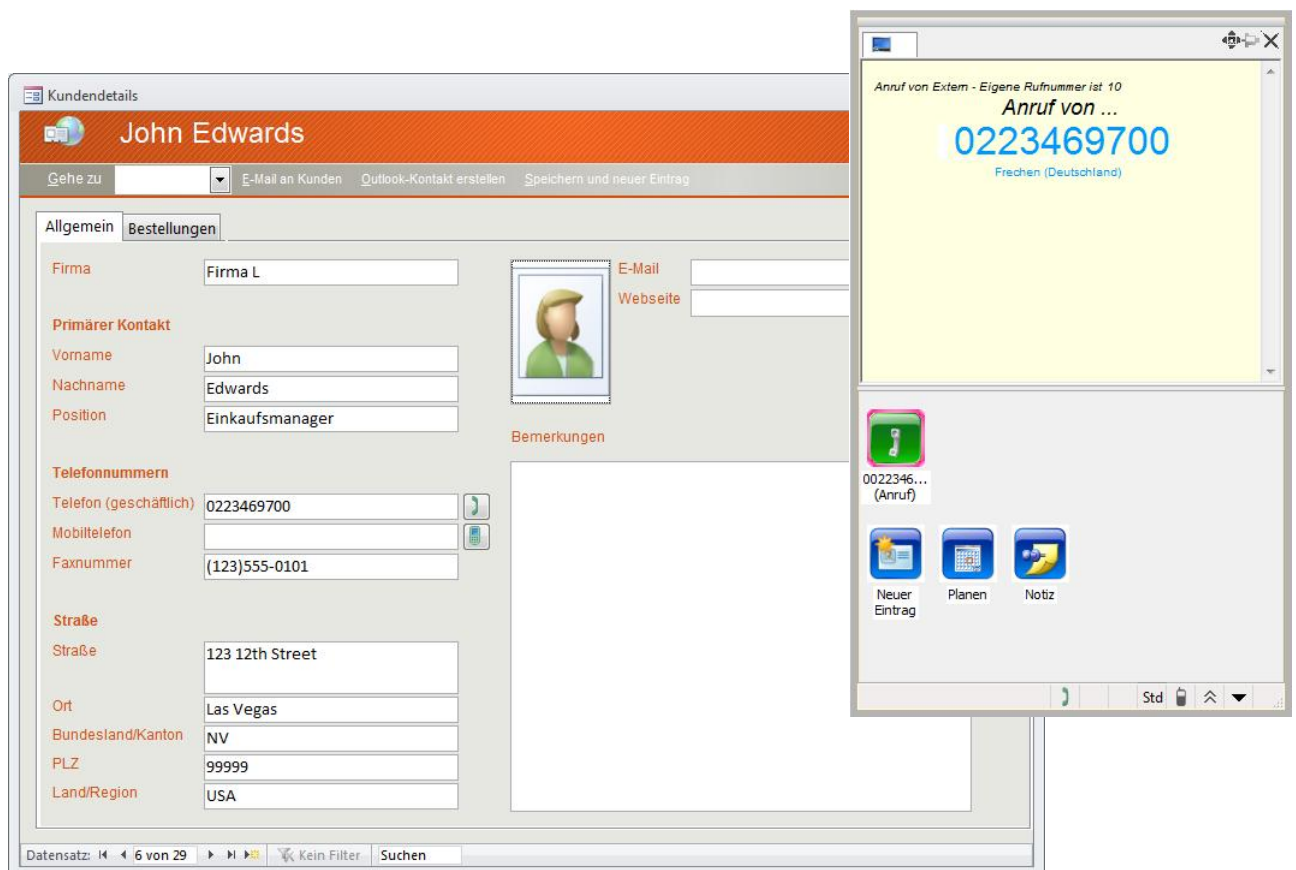 Kundendetails
John Edwards
Gehe zu
E-Mail an Kunden
Outlook-Kontakt erstellen
Speichern und neuer Eintrag
Allgemein
Bestellungen
Firma
Firma L
Primärer Kontakt
Vorname
John
Nachname
Edwards
Position
Einkaufsmanager
Telefonnummern
Telefon (geschäftlich)
0223469700
Mobiltelefon
Faxnummer
(123)555-0101
Straße
Straße
123 12th Street
Ort
Las Vegas
Bundesland/Kanton
NV
PLZ
99999
Land/Region
USA
E-Mail
Webseite
Bemerkungen
Datensatz:
6 von 29
Kein Filter
Suchen
Anruf von Extern - Eigene Rufnummer ist 10
Anruf von ...
0223469700
Frechen (Deutschland)
0022346...
(Anruf)
Neuer
Eintrag
Planen
Notiz
Std